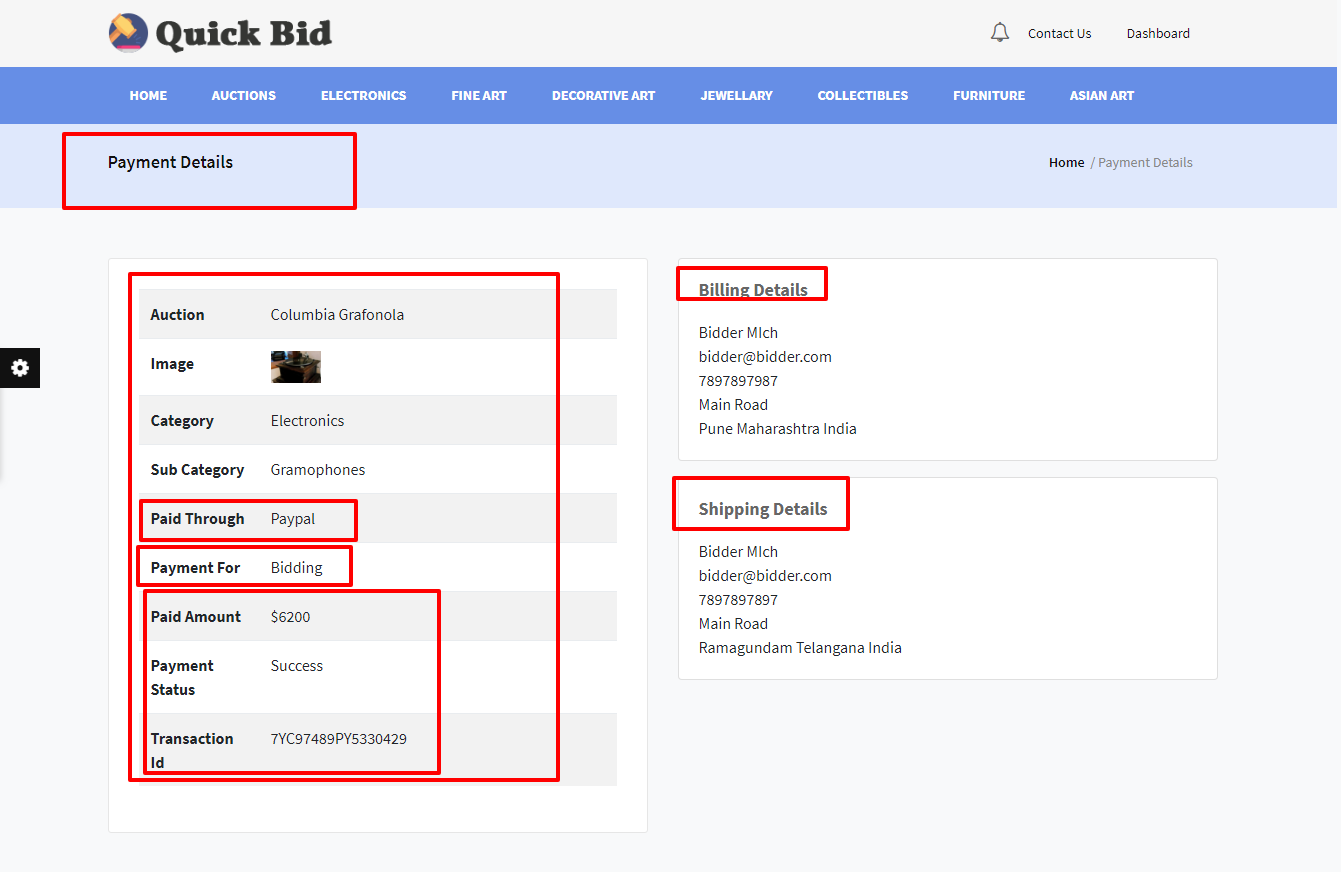 Quick Bid
Contact Us
Dashboard
HOME
AUCTIONS
ELECTRONICS
FINE ART
DECORATIVE ART
JEWELLARY
COLLECTIBLES
FURNITURE
ASIAN ART
Payment Details
Home / Payment Details
Auction Columbia Grafonola
Image
Category Electronics
Sub Category Gramophones
Paid Through Paypal
Payment For Bidding
Paid Amount $6200
Payment Success
Status
Transaction 7YC97489PY5330429
Id
Billing Details
Bidder MIch
bidder@bidder.com
7897897987
Main Road
Pune Maharashtra India
Shipping Details
Bidder MIch
bidder@bidder.com
7897897897
Main Road
Ramagundam Telangana India